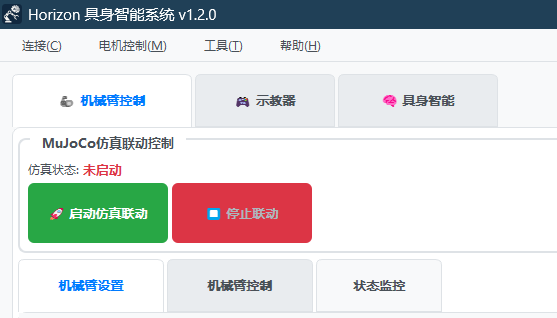 Horizon 具身智能系统 v1.2.0
连接(C) 电机控制(M) 工具(T) 帮助(H)
机械臂控制 示教器 具身智能
MuJoCo仿真联动控制
仿真状态: 未启动
启动仿真联动 停止联动
机械臂设置 机械臂控制 状态监控